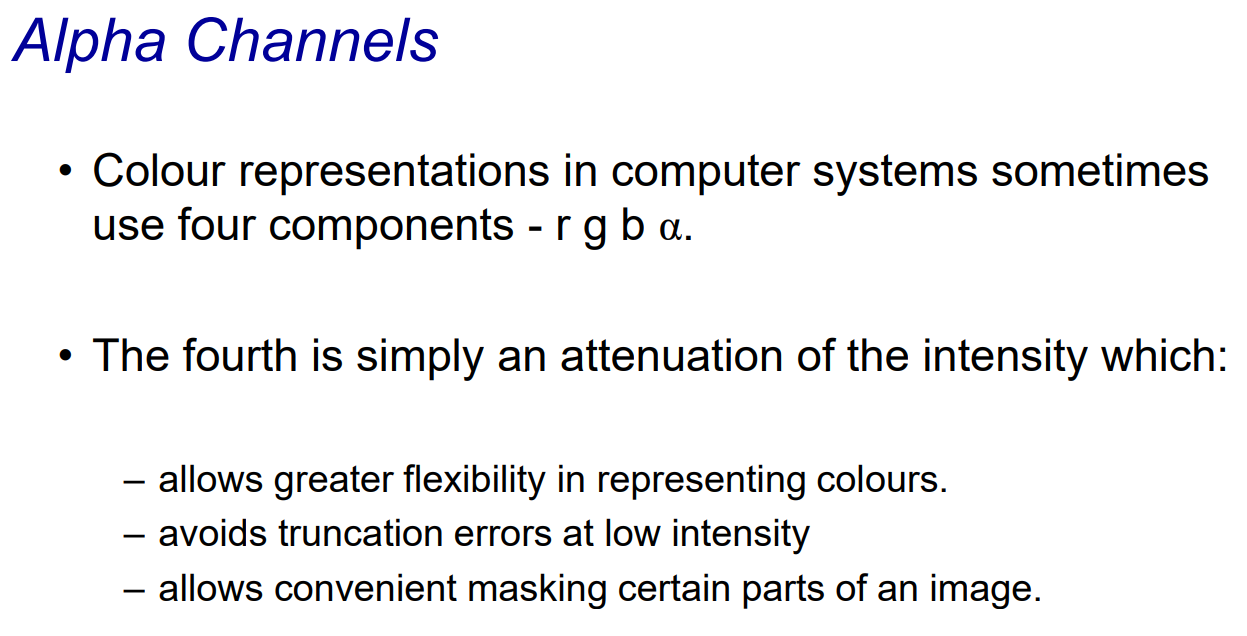 Alpha Channels
• Colour representations in computer systems sometimes
use four components - r g b α.
• The fourth is simply an attenuation of the intensity which:
– allows greater flexibility in representing colours.
– avoids truncation errors at low intensity
– allows convenient masking certain parts of an image.